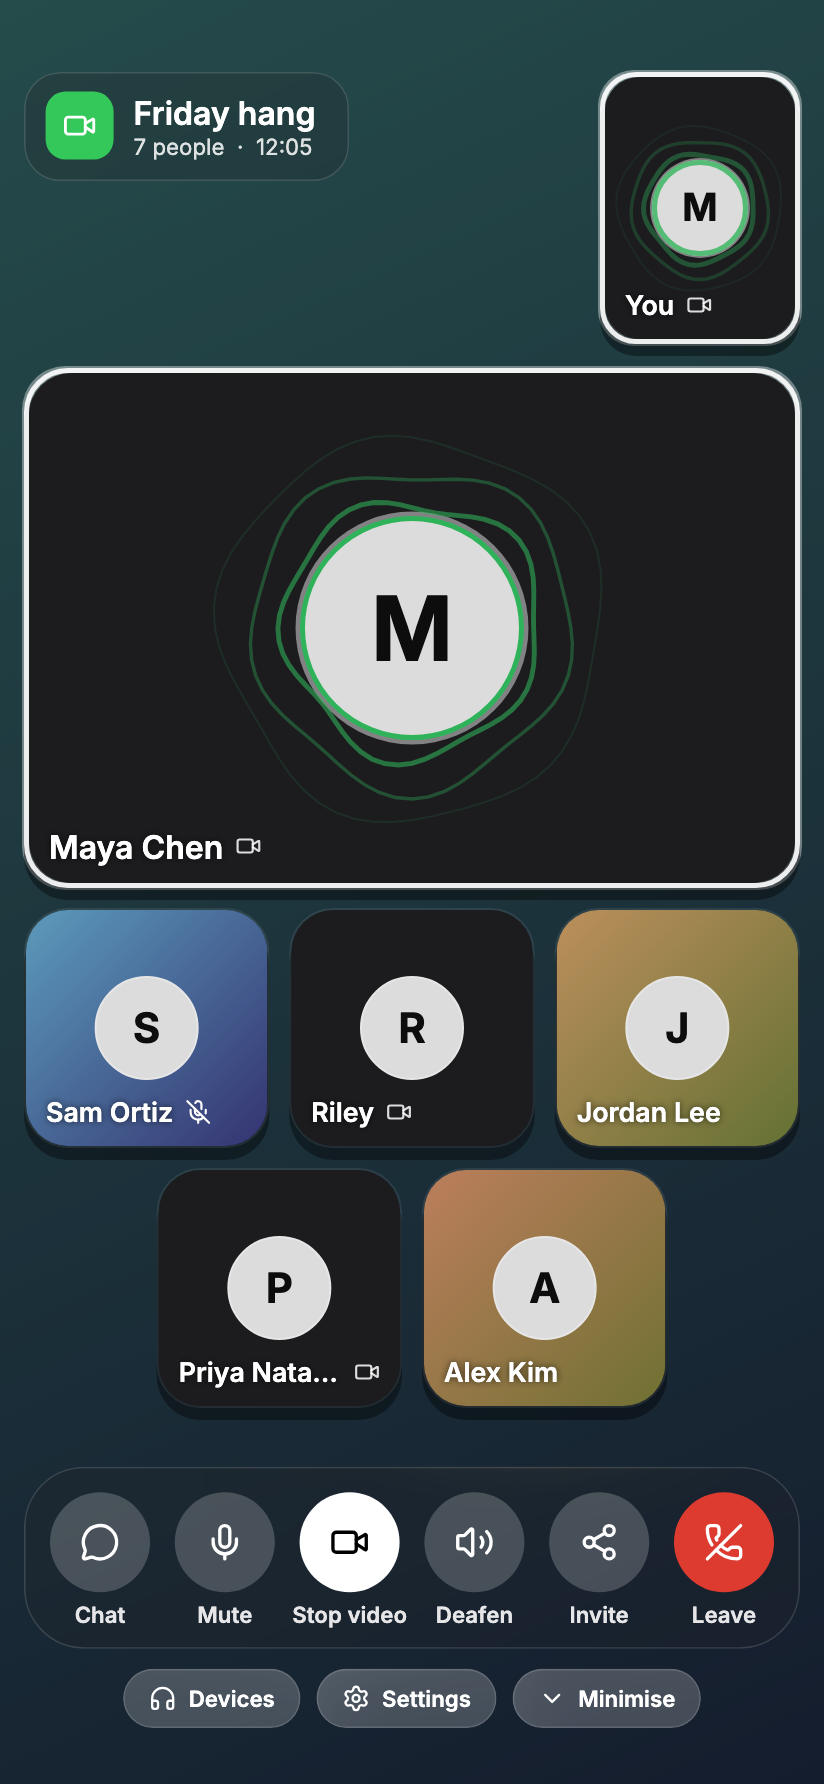 Friday hang
7 people · 12:05
M
You
M
Maya Chen
S
Sam Ortiz
R
Riley
J
Jordan Lee
P
Priya Nata...
A
Alex Kim
Chat
Mute
Stop video
Deafen
Invite
Leave
Devices
Settings
Minimise